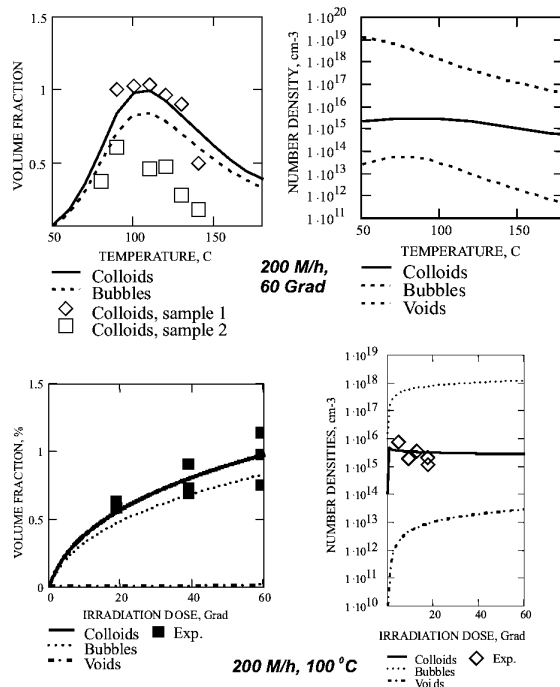 1.5
1
0.5
50
100
150
VOLUME FRACTION
TEMPERATURE, C
Colloids
Bubbles
Colloids, sample 1
Colloids, sample 2
1·10^20
1·10^19
1·10^18
1·10^17
1·10^16
1·10^15
1·10^14
1·10^13
1·10^12
1·10^11
50
100
150
NUMBER DENSITY, cm-3
TEMPERATURE, C
200 M/h,
60 Grad
Colloids
Bubbles
Voids
1.5
1
0.5
0
0
20
40
60
VOLUME FRACTION, %
IRRADIATION DOSE, Grad
Colloids
Exp.
Bubbles
Voids
200 M/h, 100 °C
1·10^19
1·10^18
1·10^17
1·10^16
1·10^15
1·10^14
1·10^13
1·10^12
1·10^11
1·10^10
20
40
60
NUMBER DENSITIES, cm-3
IRRADIATION DOSE, Grad
Colloids
Exp.
Bubbles
Voids